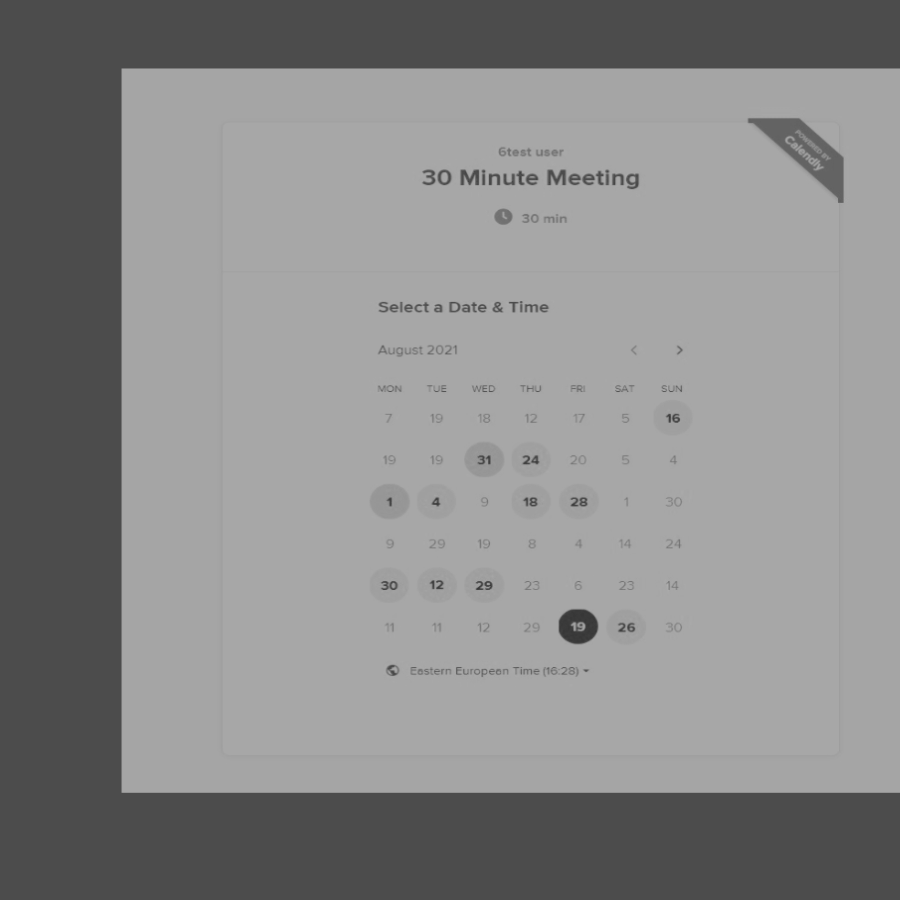 POWERED BY
Calendly
6test user
30 Minute Meeting
30 min
Select a Date & Time
August 2021
MON TUE WED THU FRI SAT SUN
7 19 18 12 17 5 16
19 19 31 24 20 5 4
1 4 9 18 28 1 30
9 29 19 8 4 14 24
30 12 29 23 6 23 14
11 11 12 29 19 26 30
Eastern European Time (16:28)